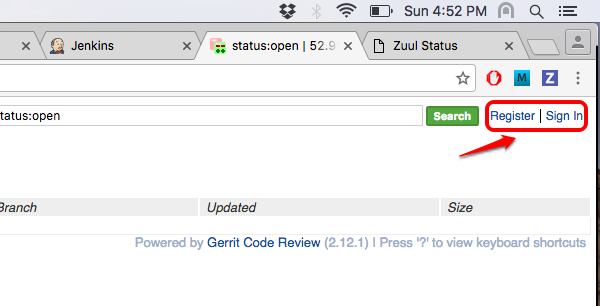 Sun 4:52 PM
Jenkins status:open | 52.9 Zuul Status
M Z
tatus:open Search Register | Sign In
Branch Updated Size
Powered by Gerrit Code Review (2.12.1) | Press '?' to view keyboard shortcuts